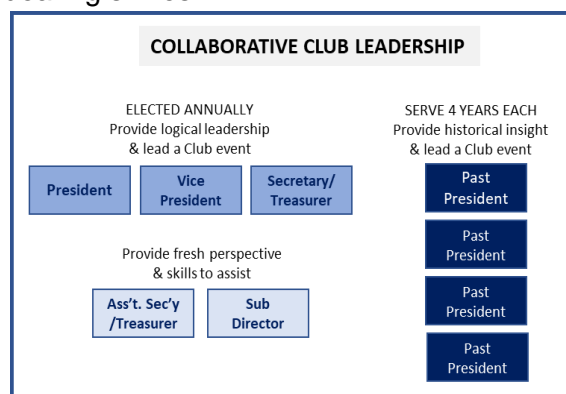 COLLABORATIVE CLUB LEADERSHIP
ELECTED ANNUALLY
Provide logical leadership
& lead a Club event
President
Vice
President
Secretary/
Treasurer
Provide fresh perspective
& skills to assist
Ass't. Sec'y
/Treasurer
Sub
Director
SERVE 4 YEARS EACH
Provide historical insight
& lead a Club event
Past
President
Past
President
Past
President
Past
President